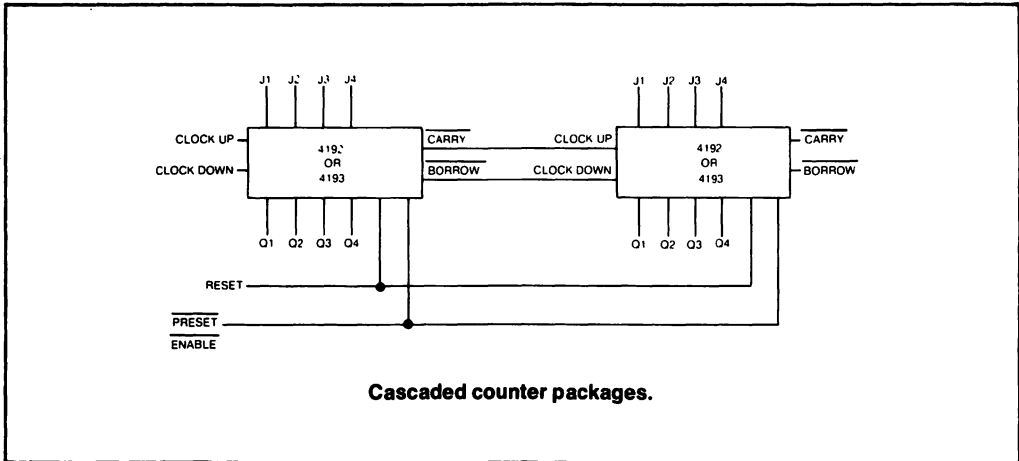 J1 J2 J3 J4 J1 J2 J3 J4
CLOCK UP 4192 CARRY CLOCK UP 4192 CARRY
OR OR
CLOCK DOWN 4193 BORROW CLOCK DOWN 4193 BORROW
Q1 Q2 Q3 Q4 Q1 Q2 Q3 Q4
RESET
PRESET
ENABLE
Cascaded counter packages.